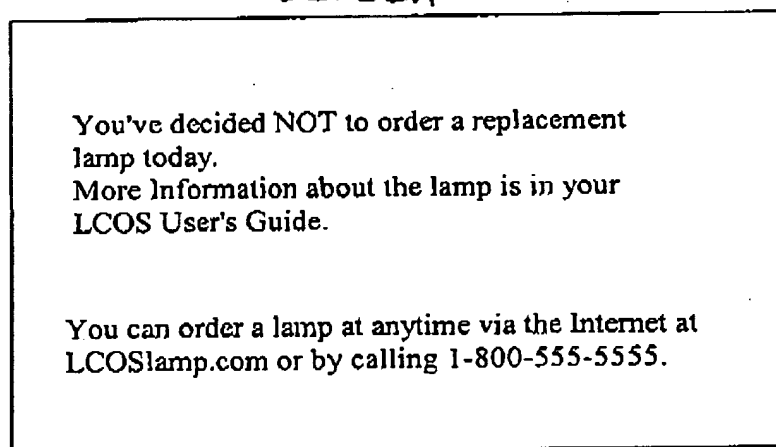 You've decided NOT to order a replacement
lamp today.
More Information about the lamp is in your
LCOS User's Guide.
You can order a lamp at anytime via the Internet at
LCOSlamp.com or by calling 1-800-555-5555.